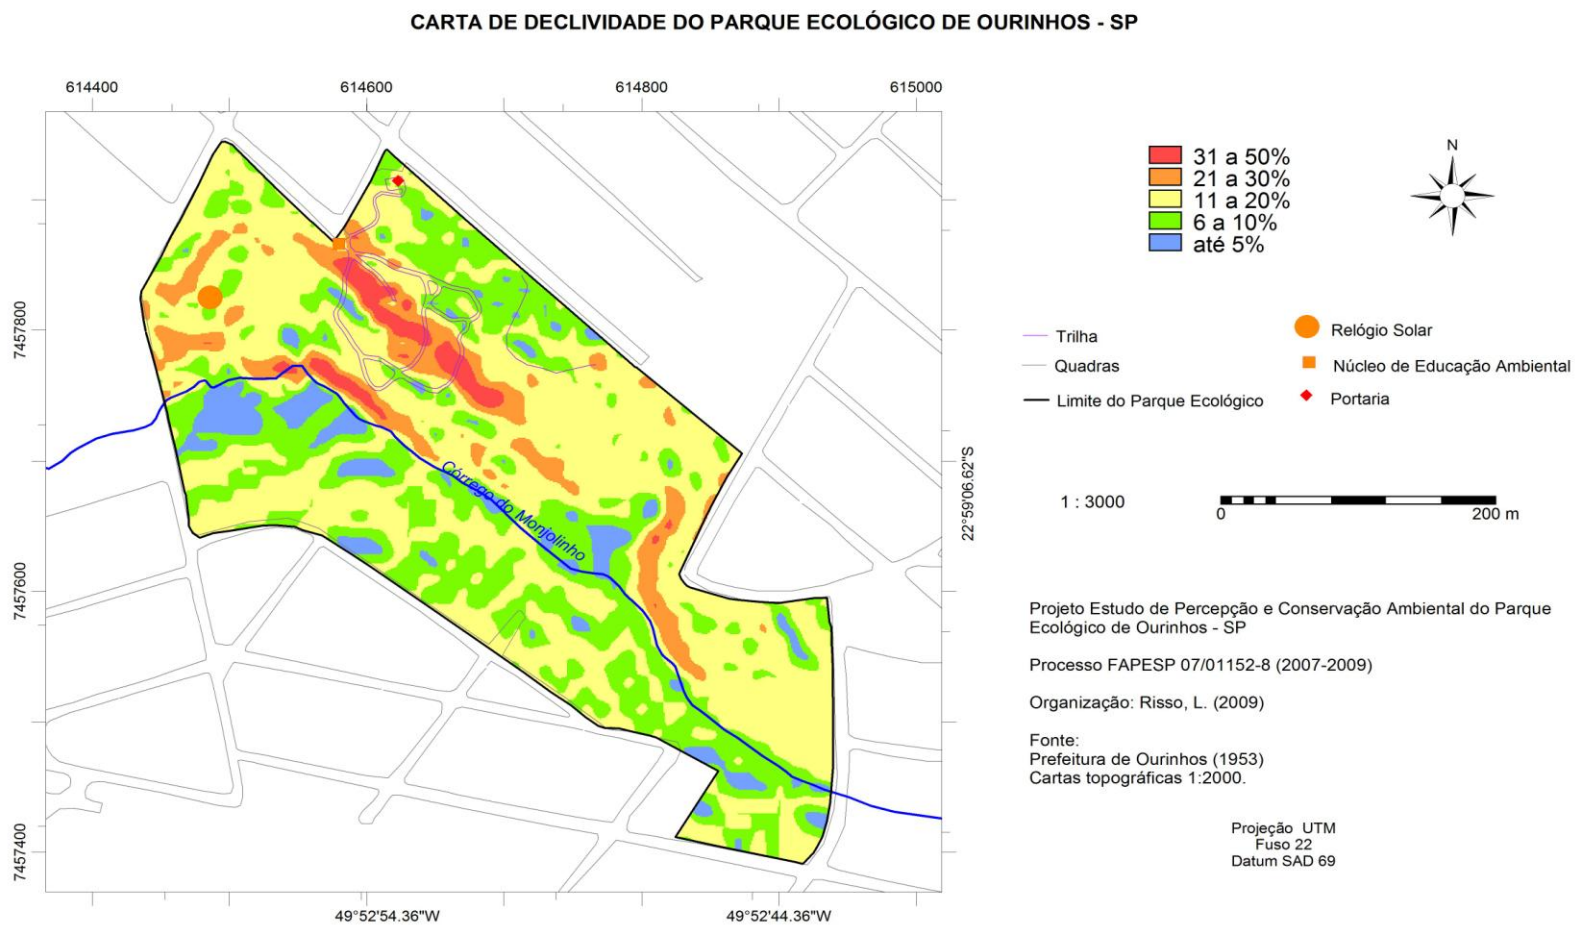 CARTA DE DECLIVIDADE DO PARQUE ECOLÓGICO DE OURINHOS - SP
614400
614600
614800
615000
7457800
7457600
7457400
22°59'06.62"S
49°52'54.36"W
49°52'44.36"W
Córrego do Monjolinho
N
31 a 50%
21 a 30%
11 a 20%
6 a 10%
até 5%
Trilha
Quadras
Limite do Parque Ecológico
Relógio Solar
Núcleo de Educação Ambiental
Portaria
1 : 3000
0
200 m
Projeto Estudo de Percepção e Conservação Ambiental do Parque
Ecológico de Ourinhos - SP
Processo FAPESP 07/01152-8 (2007-2009)
Organização: Risso, L. (2009)
Fonte:
Prefeitura de Ourinhos (1953)
Cartas topográficas 1:2000.
Projeção UTM
Fuso 22
Datum SAD 69